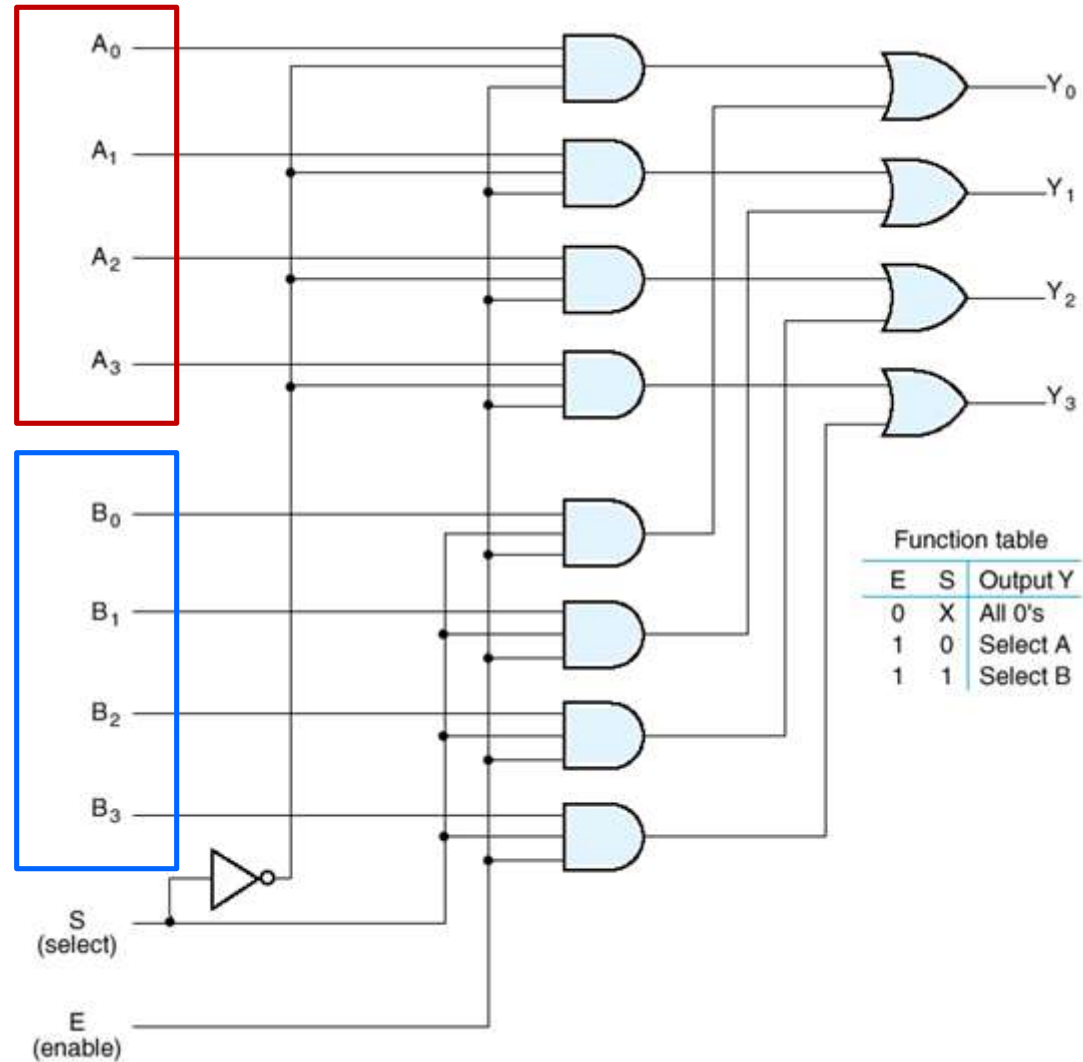 A0
Y0
A1
Y1
A2
Y2
A3
Y3
B0
Function table
E S Output Y
0 X All 0's
1 0 Select A
1 1 Select B
B1
B2
B3
S
(select)
E
(enable)